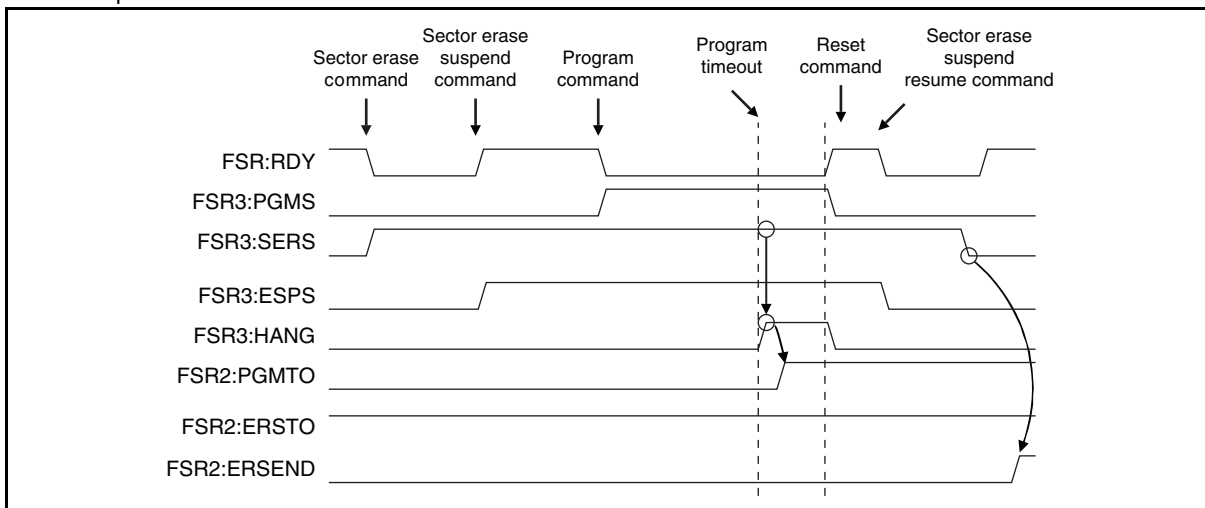 Sector erase
command
Sector erase
suspend
command
Program
command
Program
timeout
Reset
command
Sector erase
suspend
resume command
FSR:RDY
FSR3:PGMS
FSR3:SERS
FSR3:ESPS
FSR3:HANG
FSR2:PGMTO
FSR2:ERSTO
FSR2:ERSEND